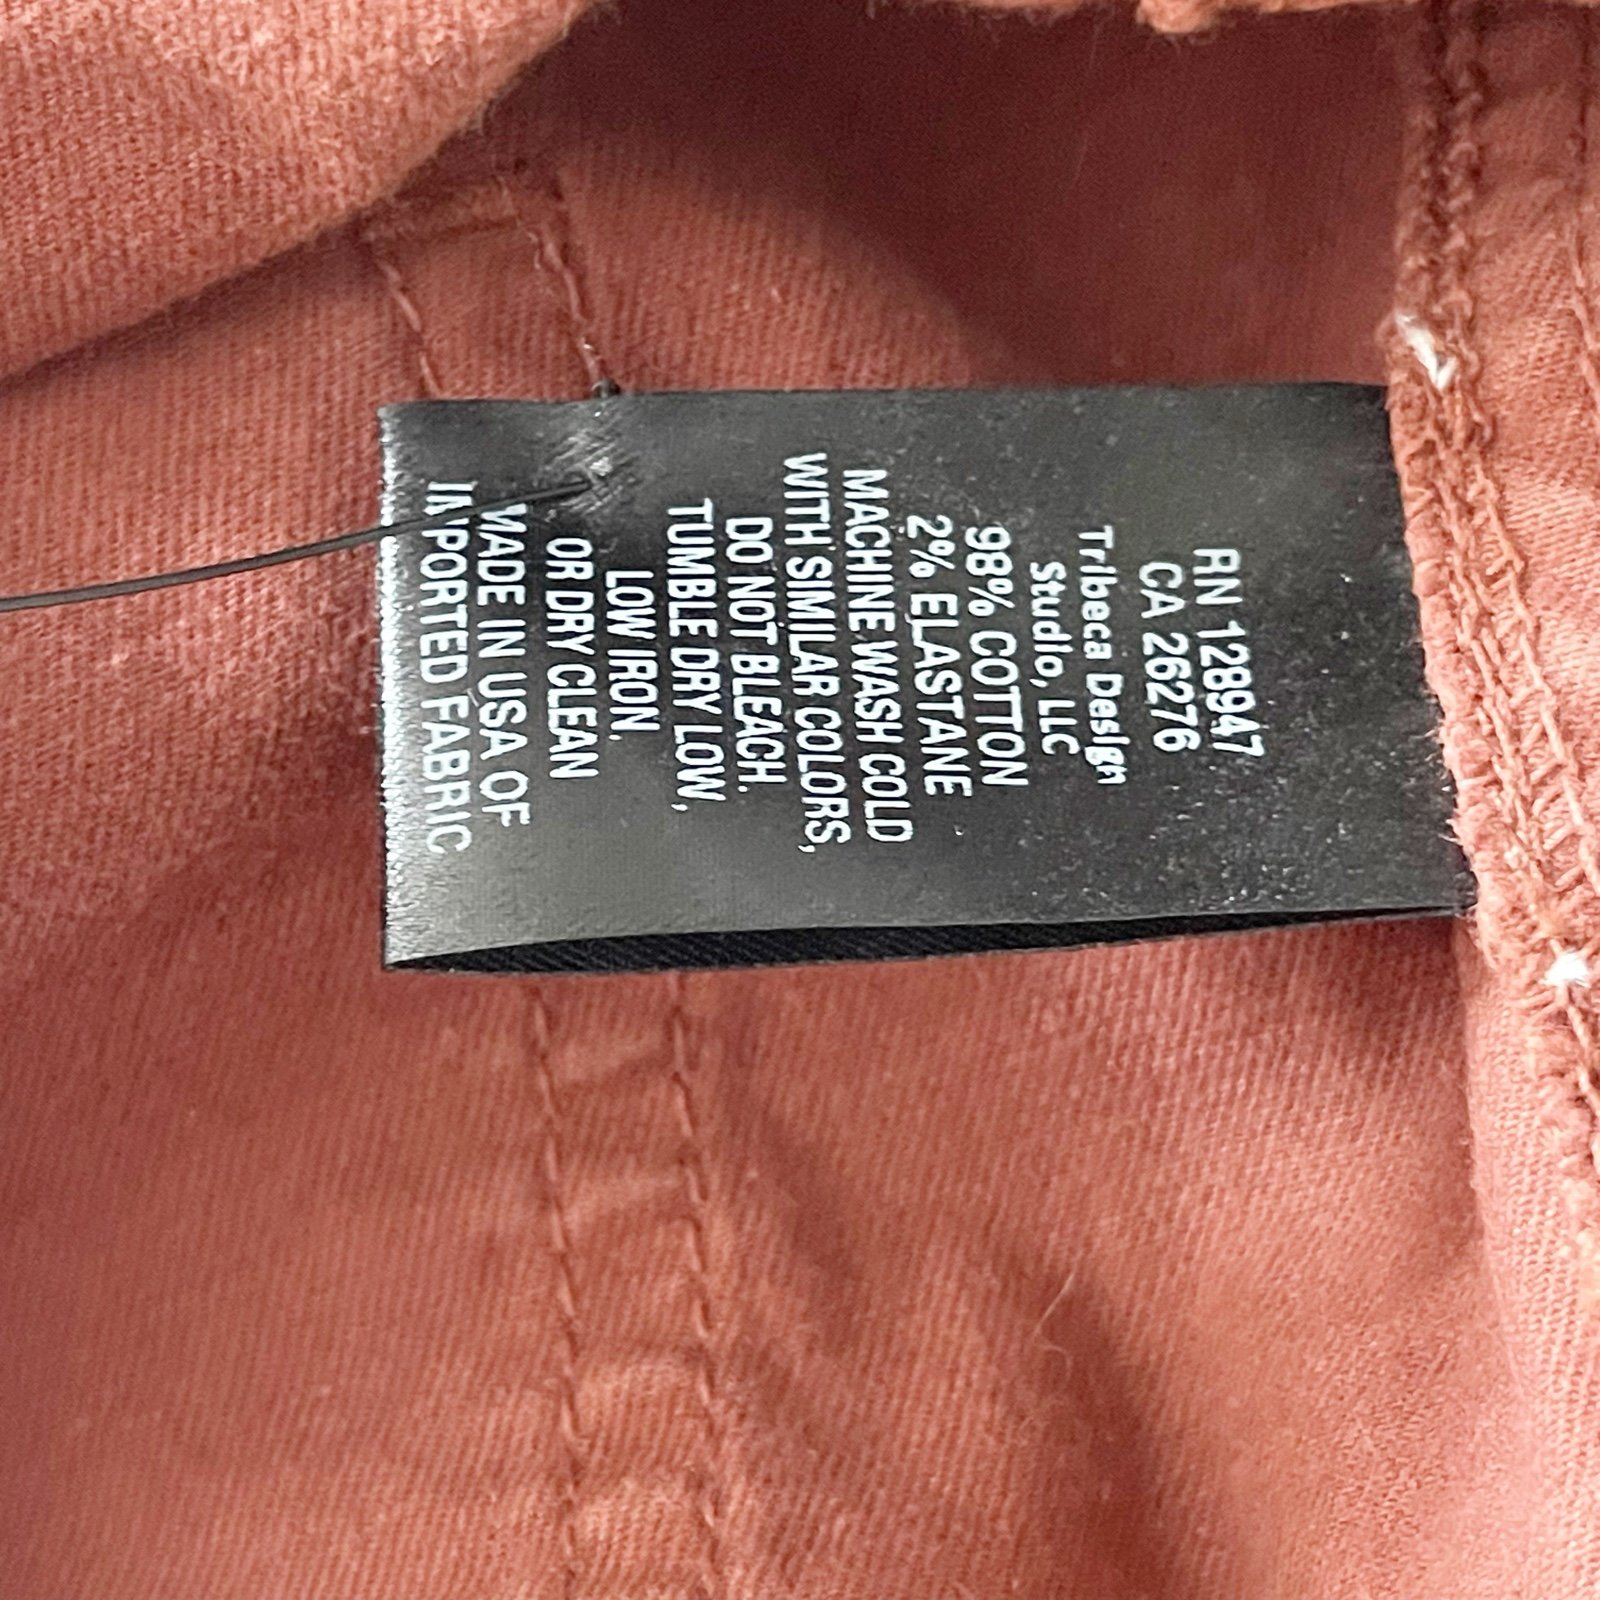 RN 128947
CA 26276
Tribeca Design
Studio, LLC
98% COTTON
2% ELASTANE
MACHINE WASH COLD
WITH SIMILAR COLORS,
DO NOT BLEACH.
TUMBLE DRY LOW,
LOW IRON.
OR DRY CLEAN
MADE IN USA OF
IMPORTED FABRIC